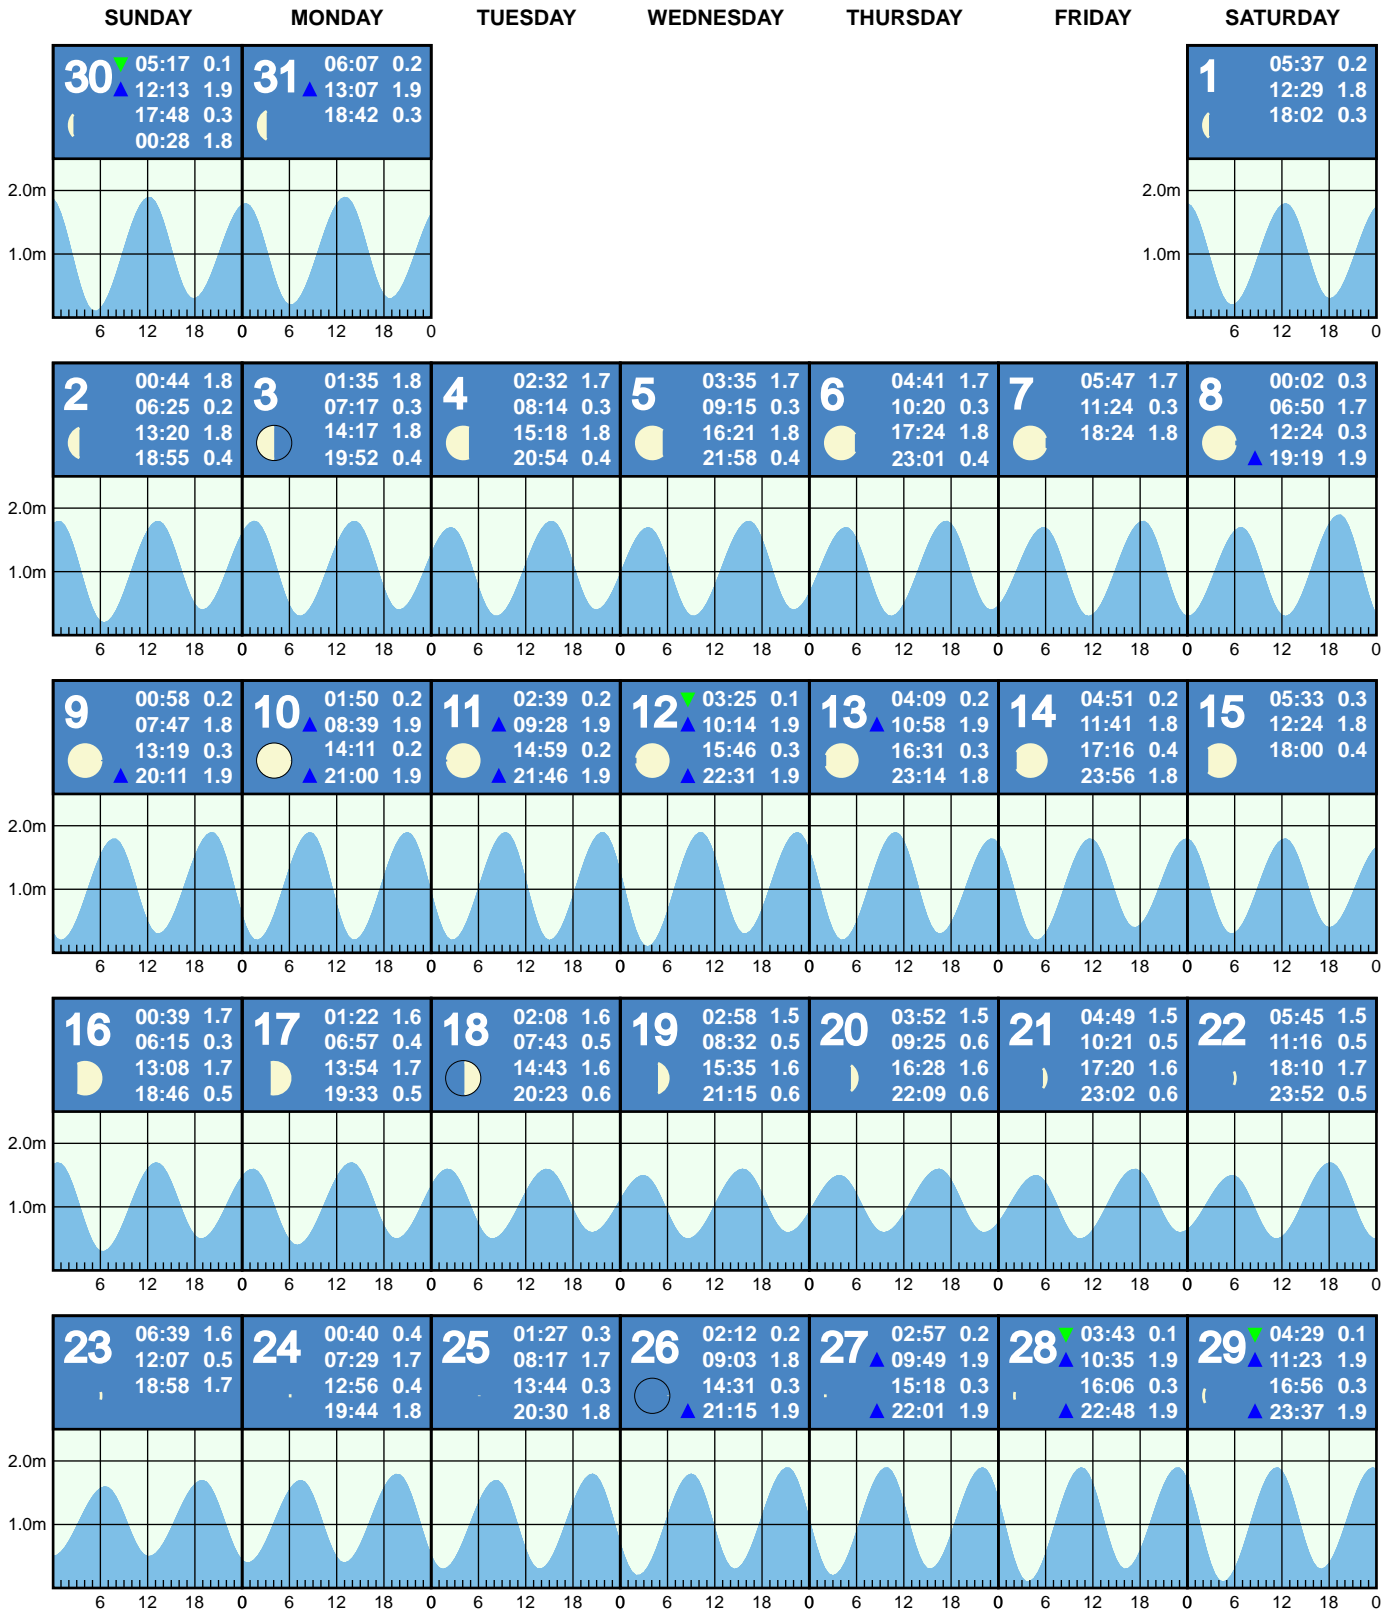 SUNDAY MONDAY TUESDAY WEDNESDAY THURSDAY FRIDAY SATURDAY
30 05:17 0.1
12:13 1.9
17:48 0.3
00:28 1.8
31 06:07 0.2
13:07 1.9
18:42 0.3
1 05:37 0.2
12:29 1.8
18:02 0.3
2.0m 2.0m
1.0m 1.0m
6 12 18 0 6 12 18 0 6 12 18 0
2 00:44 1.8
06:25 0.2
13:20 1.8
18:55 0.4
3 01:35 1.8
07:17 0.3
14:17 1.8
19:52 0.4
4 02:32 1.7
08:14 0.3
15:18 1.8
20:54 0.4
5 03:35 1.7
09:15 0.3
16:21 1.8
21:58 0.4
6 04:41 1.7
10:20 0.3
17:24 1.8
23:01 0.4
7 05:47 1.7
11:24 0.3
18:24 1.8
8 00:02 0.3
06:50 1.7
12:24 0.3
19:19 1.9
2.0m
1.0m
6 12 18 0 6 12 18 0 6 12 18 0 6 12 18 0 6 12 18 0 6 12 18 0 6 12 18 0
9 00:58 0.2
07:47 1.8
13:19 0.3
20:11 1.9
10 01:50 0.2
08:39 1.9
14:11 0.2
21:00 1.9
11 02:39 0.2
09:28 1.9
14:59 0.2
21:46 1.9
12 03:25 0.1
10:14 1.9
15:46 0.3
22:31 1.9
13 04:09 0.2
10:58 1.9
16:31 0.3
23:14 1.8
14 04:51 0.2
11:41 1.8
17:16 0.4
23:56 1.8
15 05:33 0.3
12:24 1.8
18:00 0.4
2.0m
1.0m
6 12 18 0 6 12 18 0 6 12 18 0 6 12 18 0 6 12 18 0 6 12 18 0 6 12 18 0
16 00:39 1.7
06:15 0.3
13:08 1.7
18:46 0.5
17 01:22 1.6
06:57 0.4
13:54 1.7
19:33 0.5
18 02:08 1.6
07:43 0.5
14:43 1.6
20:23 0.6
19 02:58 1.5
08:32 0.5
15:35 1.6
21:15 0.6
20 03:52 1.5
09:25 0.6
16:28 1.6
22:09 0.6
21 04:49 1.5
10:21 0.5
17:20 1.6
23:02 0.6
22 05:45 1.5
11:16 0.5
18:10 1.7
23:52 0.5
2.0m
1.0m
6 12 18 0 6 12 18 0 6 12 18 0 6 12 18 0 6 12 18 0 6 12 18 0 6 12 18 0
23 06:39 1.6
12:07 0.5
18:58 1.7
24 00:40 0.4
07:29 1.7
12:56 0.4
19:44 1.8
25 01:27 0.3
08:17 1.7
13:44 0.3
20:30 1.8
26 02:12 0.2
09:03 1.8
14:31 0.3
21:15 1.9
27 02:57 0.2
09:49 1.9
15:18 0.3
22:01 1.9
28 03:43 0.1
10:35 1.9
16:06 0.3
22:48 1.9
29 04:29 0.1
11:23 1.9
16:56 0.3
23:37 1.9
2.0m
1.0m
6 12 18 0 6 12 18 0 6 12 18 0 6 12 18 0 6 12 18 0 6 12 18 0 6 12 18 0